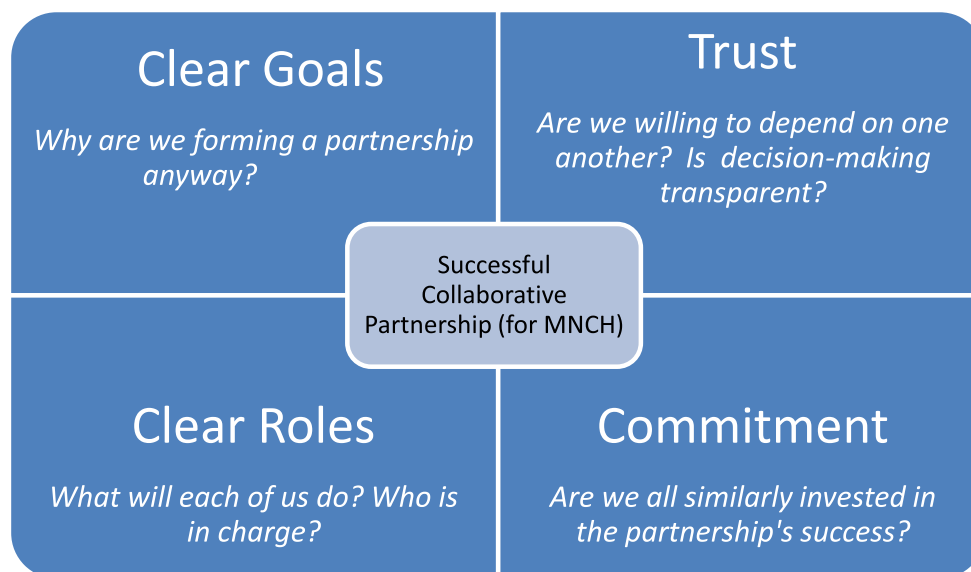 Clear Goals
Why are we forming a partnership
anyway?
Trust
Are we willing to depend on one
another?  Is  decision-making
transparent?
Successful
Collaborative
Partnership (for MNCH)
Clear Roles
What will each of us do? Who is
in charge?
Commitment
Are we all similarly invested in
the partnership's success?